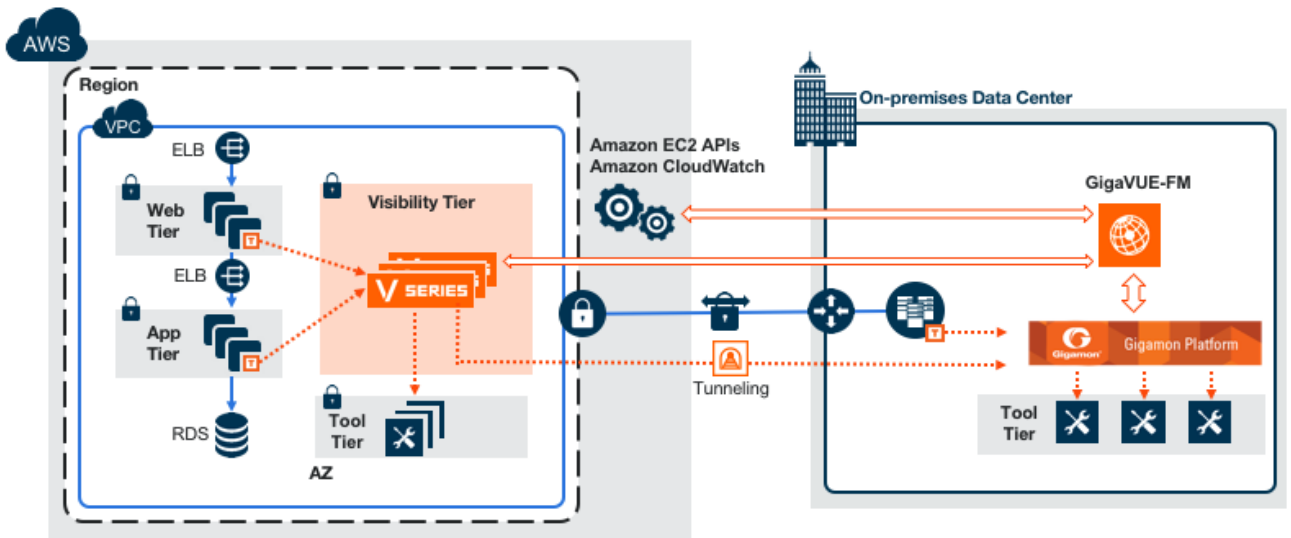 AWS
Region
VPC
ELB
Web
Tier
T
ELB
App
Tier
T
RDS
Visibility Tier
V SERIES
Tool
Tier
AZ
Amazon EC2 APIs
Amazon CloudWatch
Tunneling
On-premises Data Center
GigaVUE-FM
T
G
Gigamon®
Gigamon Platform
Tool
Tier